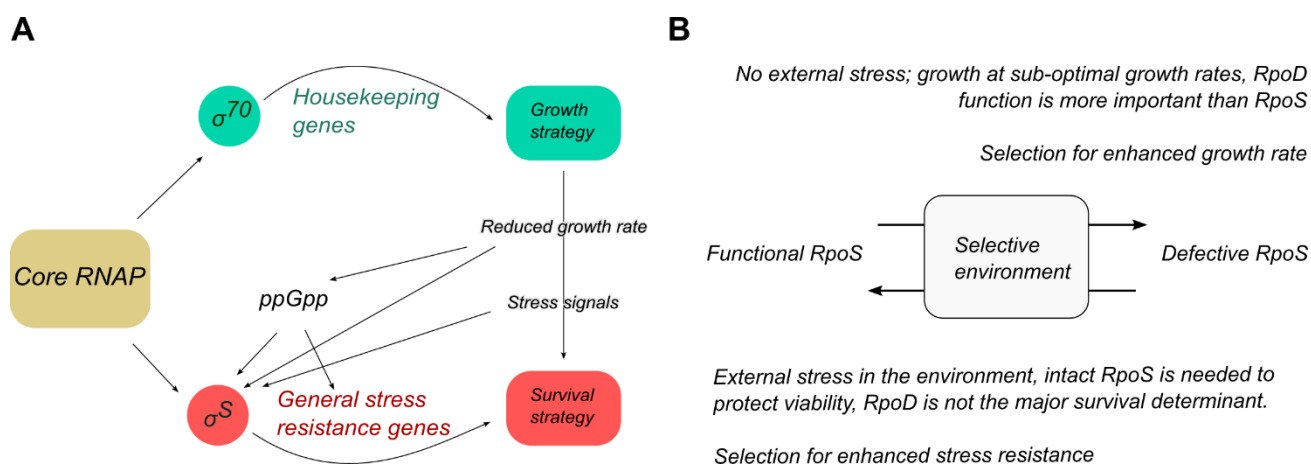 A
σ70
Housekeeping
genes
Growth
strategy
Core RNAP
Reduced growth rate
ppGpp
Stress signals
σS
General stress
resistance genes
Survival
strategy
B
No external stress; growth at sub-optimal growth rates, RpoD
function is more important than RpoS
Selection for enhanced growth rate
Functional RpoS
Selective
environment
Defective RpoS
External stress in the environment, intact RpoS is needed to
protect viability, RpoD is not the major survival determinant.
Selection for enhanced stress resistance